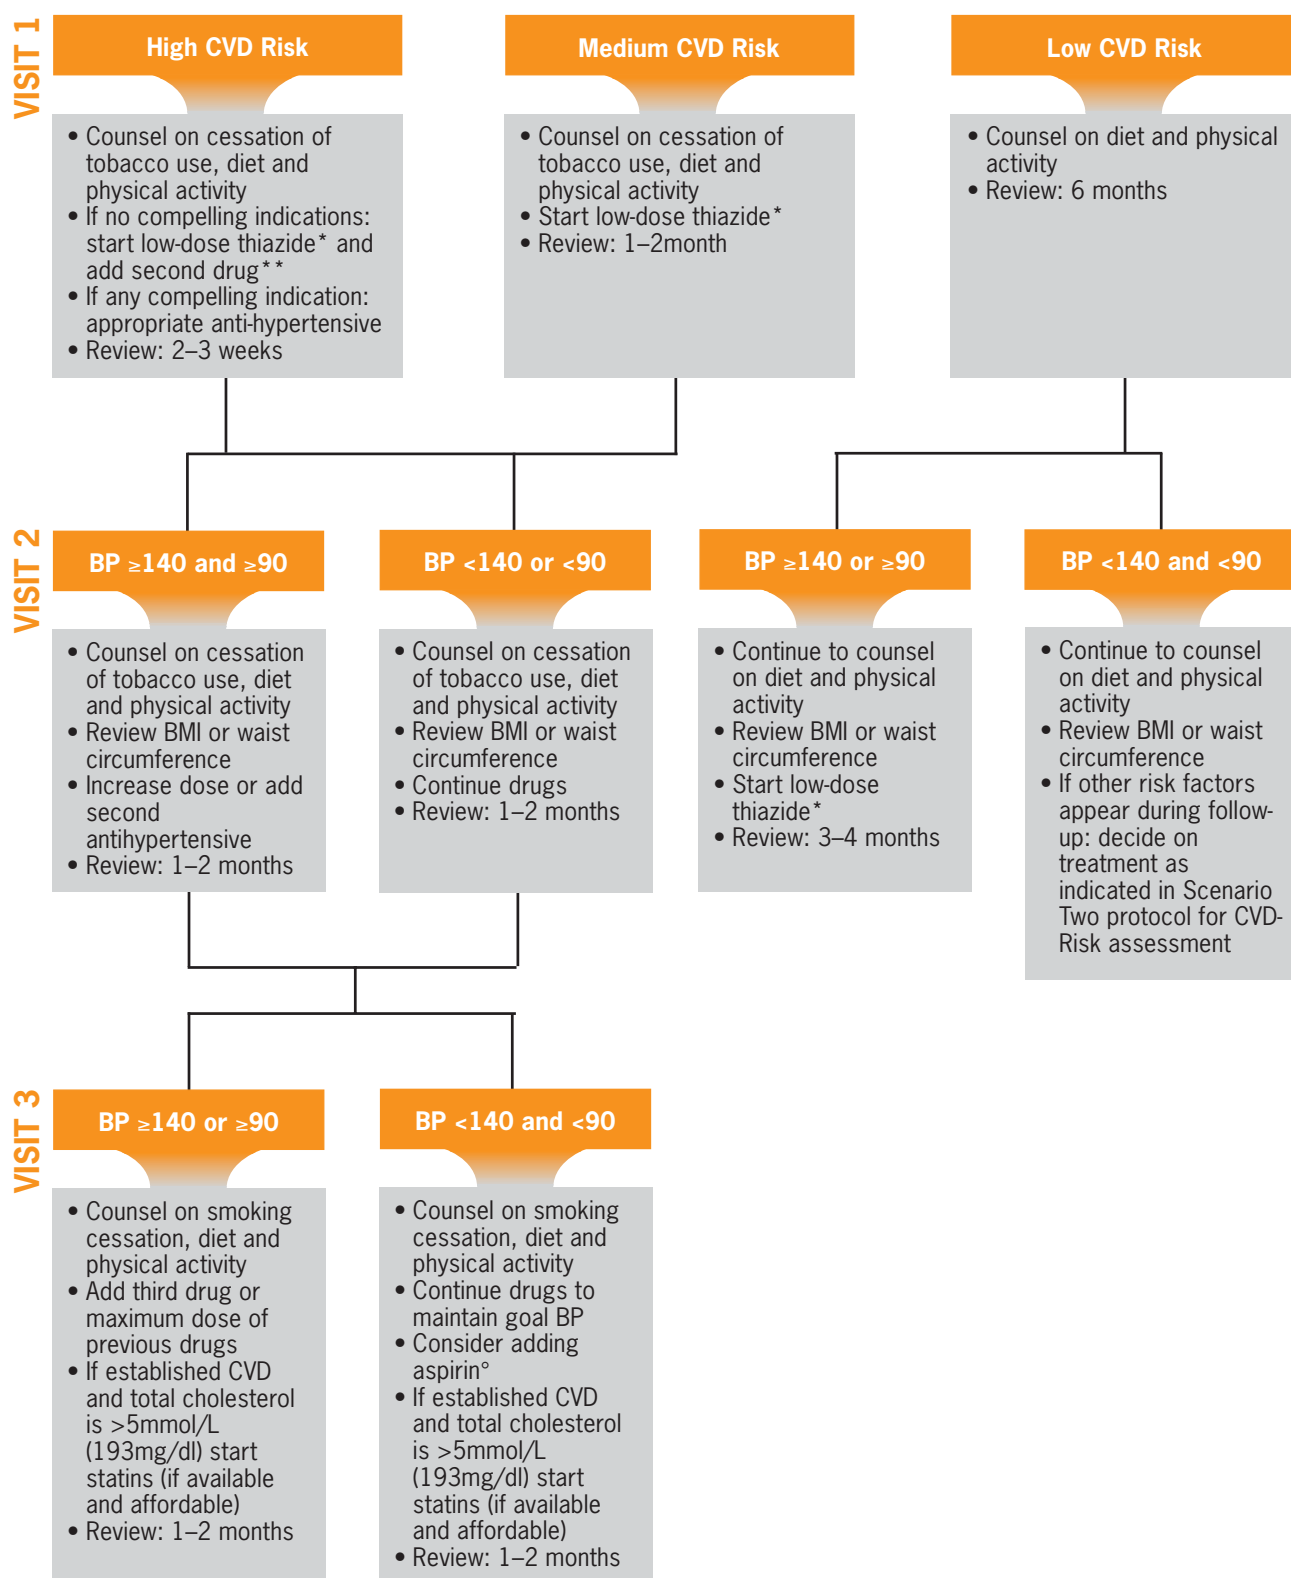 VISIT 1
High CVD Risk
• Counsel on cessation of
tobacco use, diet and
physical activity
• If no compelling indications:
start low-dose thiazide* and
add second drug**
• If any compelling indication:
appropriate anti-hypertensive
• Review: 2–3 weeks
Medium CVD Risk
• Counsel on cessation of
tobacco use, diet and
physical activity
• Start low-dose thiazide*
• Review: 1–2month
Low CVD Risk
• Counsel on diet and physical
activity
• Review: 6 months
VISIT 2
BP ≥140 and ≥90
• Counsel on cessation
of tobacco use, diet
and physical activity
• Review BMI or waist
circumference
• Increase dose or add
second
antihypertensive
• Review: 1–2 months
BP <140 or <90
• Counsel on cessation
of tobacco use, diet
and physical activity
• Review BMI or waist
circumference
• Continue drugs
• Review: 1–2 months
BP ≥140 or ≥90
• Continue to counsel
on diet and physical
activity
• Review BMI or waist
circumference
• Start low-dose
thiazide*
• Review: 3–4 months
BP <140 and <90
• Continue to counsel
on diet and physical
activity
• Review BMI or waist
circumference
• If other risk factors
appear during follow-
up: decide on
treatment as
indicated in Scenario
Two protocol for CVD-
Risk assessment
VISIT 3
BP ≥140 or ≥90
• Counsel on smoking
cessation, diet and
physical activity
• Add third drug or
maximum dose of
previous drugs
• If established CVD
and total cholesterol
is >5mmol/L
(193mg/dl) start
statins (if available
and affordable)
• Review: 1–2 months
BP <140 and <90
• Counsel on smoking
cessation, diet and
physical activity
• Continue drugs to
maintain goal BP
• Consider adding
aspirin°
• If established CVD
and total cholesterol
is >5mmol/L
(193mg/dl) start
statins (if available
and affordable)
• Review: 1–2 months